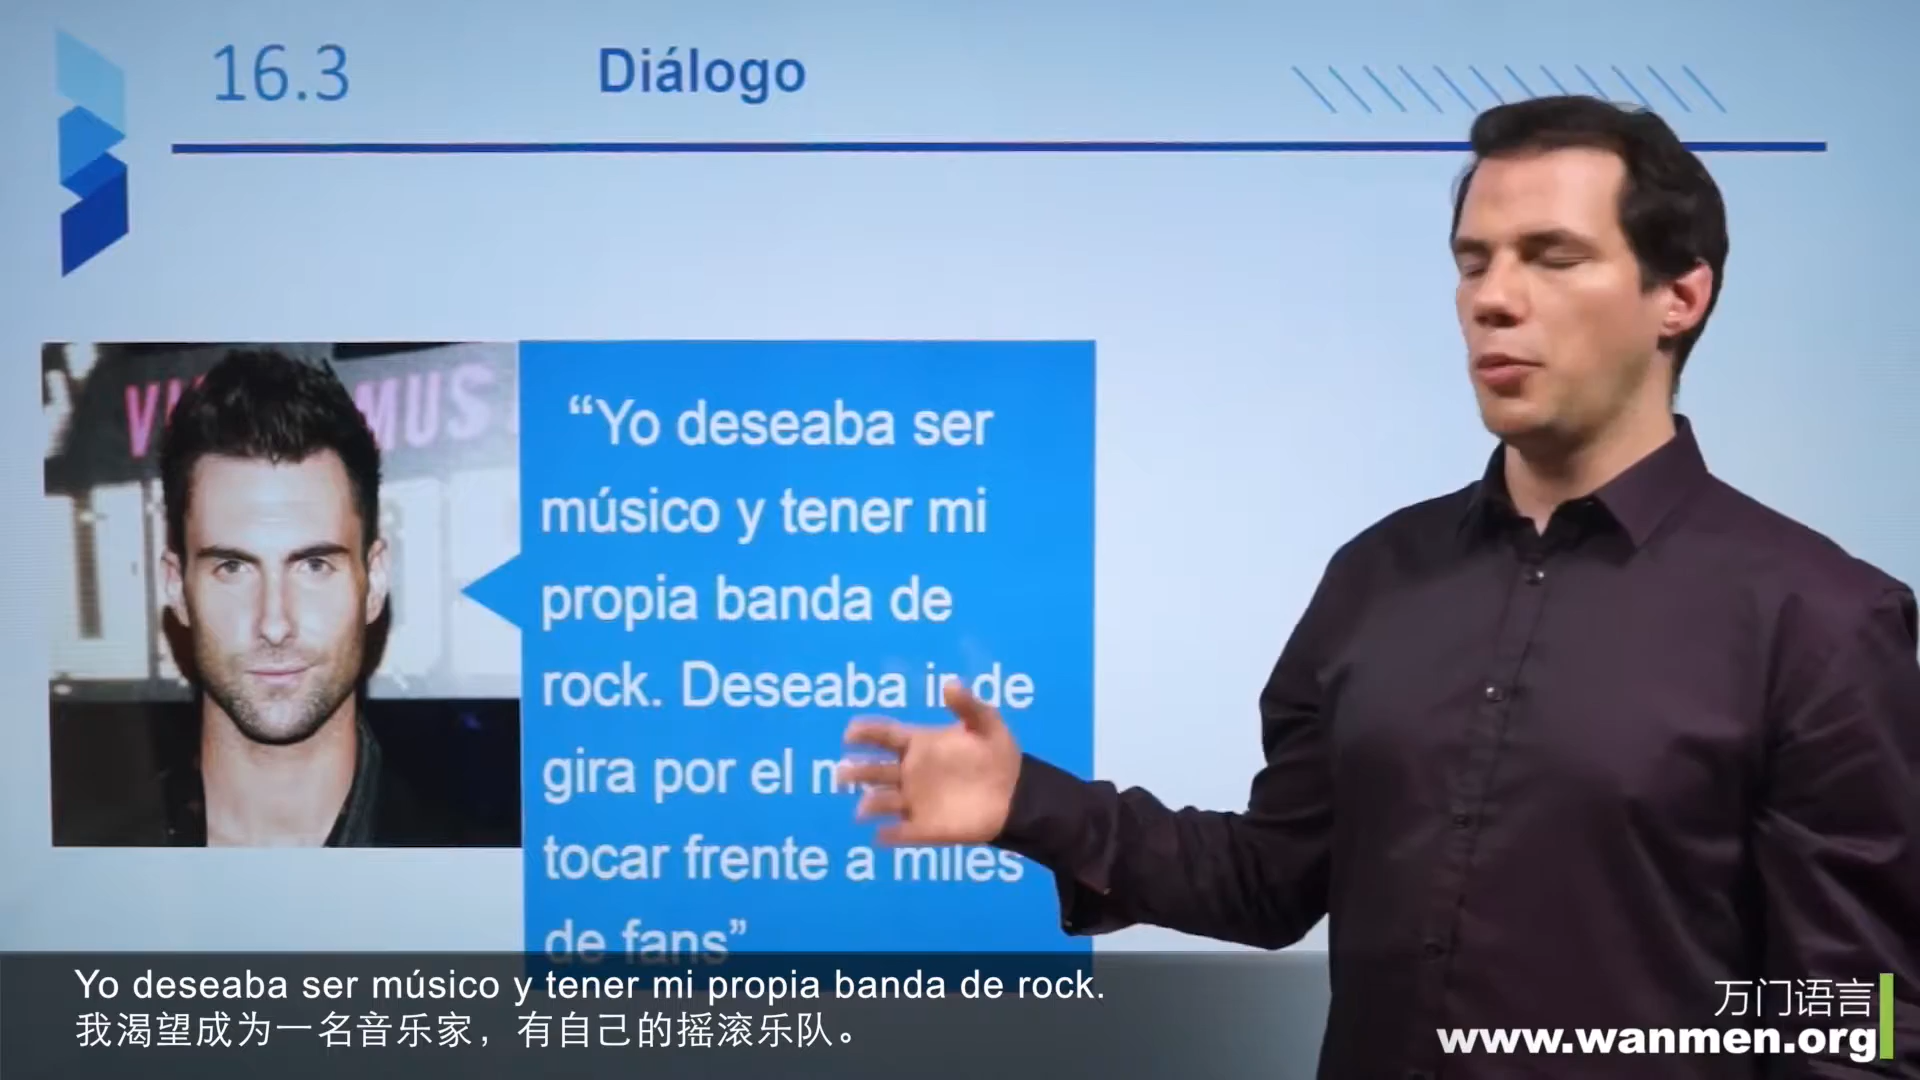 16.3
Diálogo
“Yo deseaba ser
músico y tener mi
propia banda de
rock. Deseaba ir de
gira por el
tocar frente a miles
de fans”
Yo deseaba ser músico y tener mi propia banda de rock.
我渴望成为一名音乐家，有自己的摇滚乐队。
万门语言
www.wanmen.org